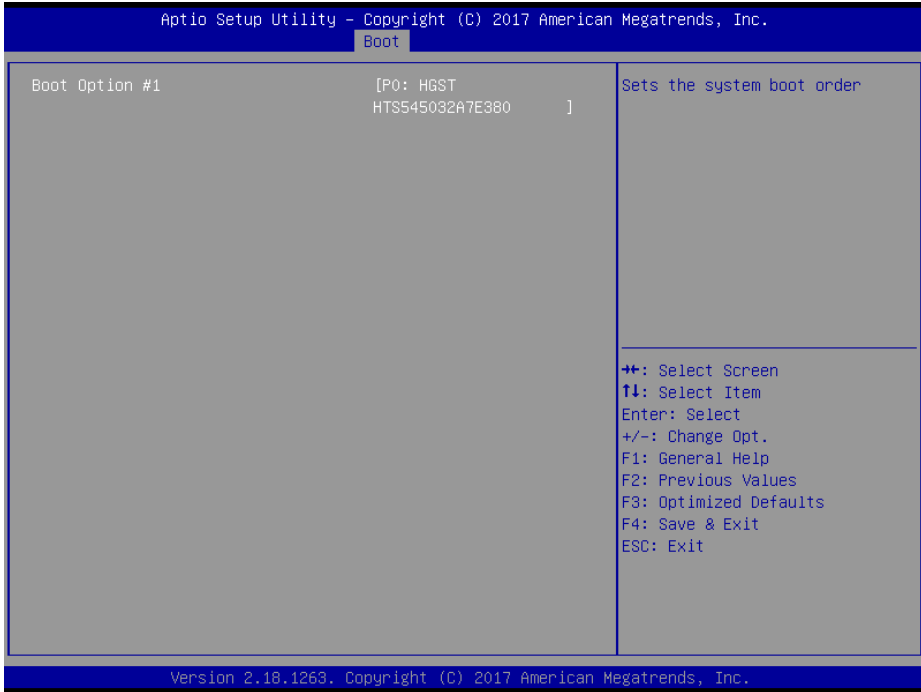 Aptio Setup Utility – Copyright (C) 2017 American Megatrends, Inc.
Boot
Boot Option #1 [P0: HGST
HTS545032A7E380 ]
Sets the system boot order
→←: Select Screen
↑↓: Select Item
Enter: Select
+/-: Change Opt.
F1: General Help
F2: Previous Values
F3: Optimized Defaults
F4: Save & Exit
ESC: Exit
Version 2.18.1263. Copyright (C) 2017 American Megatrends, Inc.